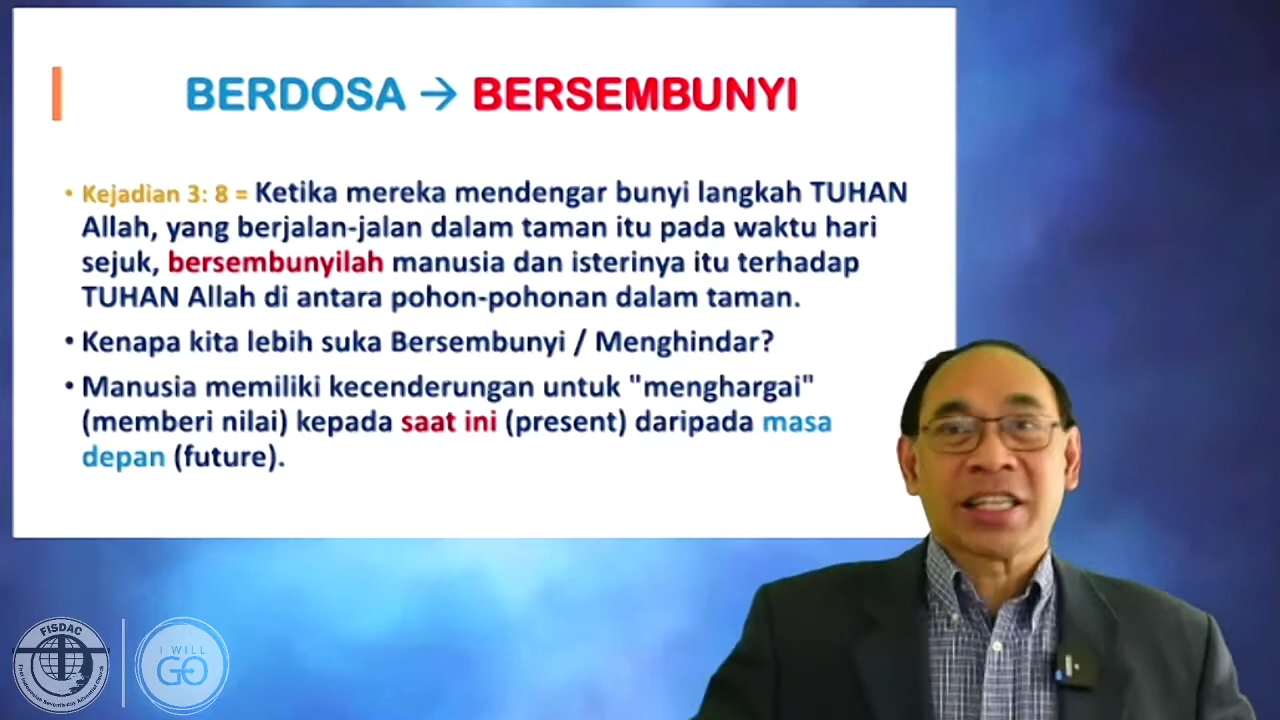 BERDOSA → BERSEMBUNYI
• Kejadian 3: 8 = Ketika mereka mendengar bunyi langkah TUHAN
Allah, yang berjalan-jalan dalam taman itu pada waktu hari
sejuk, bersembunyilah manusia dan isterinya itu terhadap
TUHAN Allah di antara pohon-pohonan dalam taman.
• Kenapa kita lebih suka Bersembunyi / Menghindar?
• Manusia memiliki kecenderungan untuk "menghargai"
(memberi nilai) kepada saat ini (present) daripada masa
depan (future).
FISDAC
I WILL
GO